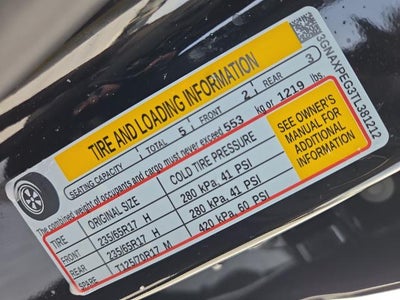 TIRE AND LOADING INFORMATION
SEATING CAPACITY TOTAL 5 FRONT 2 REAR 3
The combined weight of occupants and cargo must never exceed 553 kg or 1219 lbs
TIRE ORIGINAL SIZE COLD TIRE PRESSURE
FRONT 235/65R17 H 280 kPa, 41 PSI
REAR 235/65R17 H 280 kPa, 41 PSI
SPARE T125/70R17 M 420 kPa, 60 PSI
SEE OWNER'S
MANUAL FOR
ADDITIONAL
INFORMATION
3GNAXPEG3TL381212